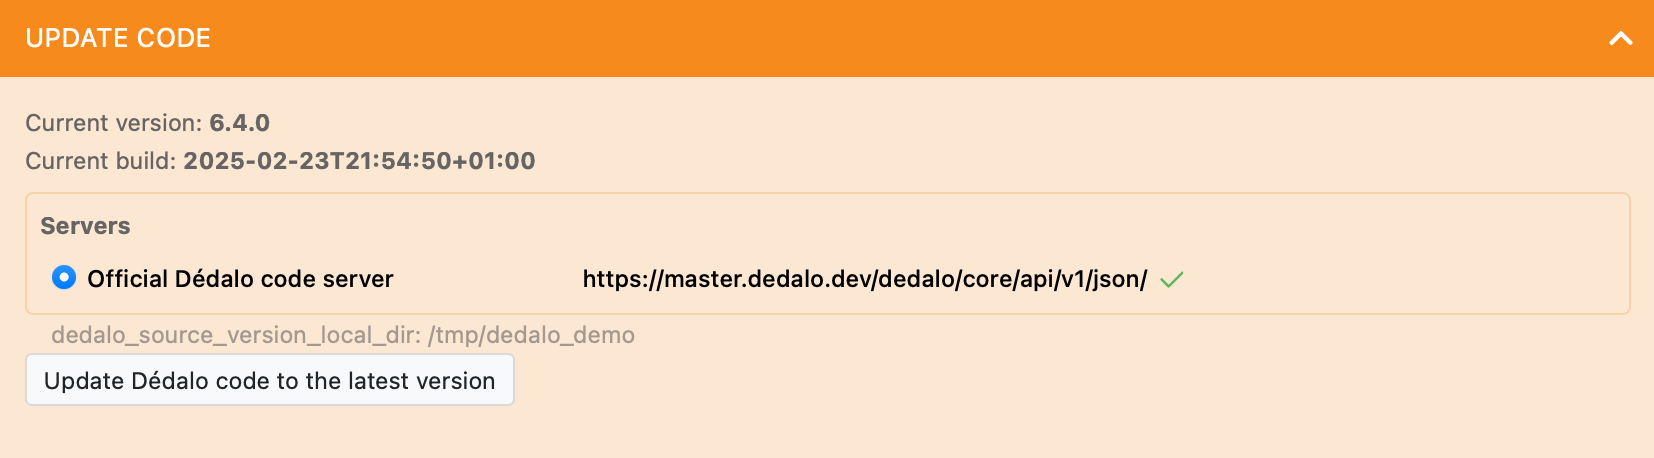 UPDATE CODE
Current version: 6.4.0
Current build: 2025-02-23T21:54:50+01:00
Servers
Official Dédalo code server https://master.dedalo.dev/dedalo/core/api/v1/json/
dedalo_source_version_local_dir: /tmp/dedalo_demo
Update Dédalo code to the latest version